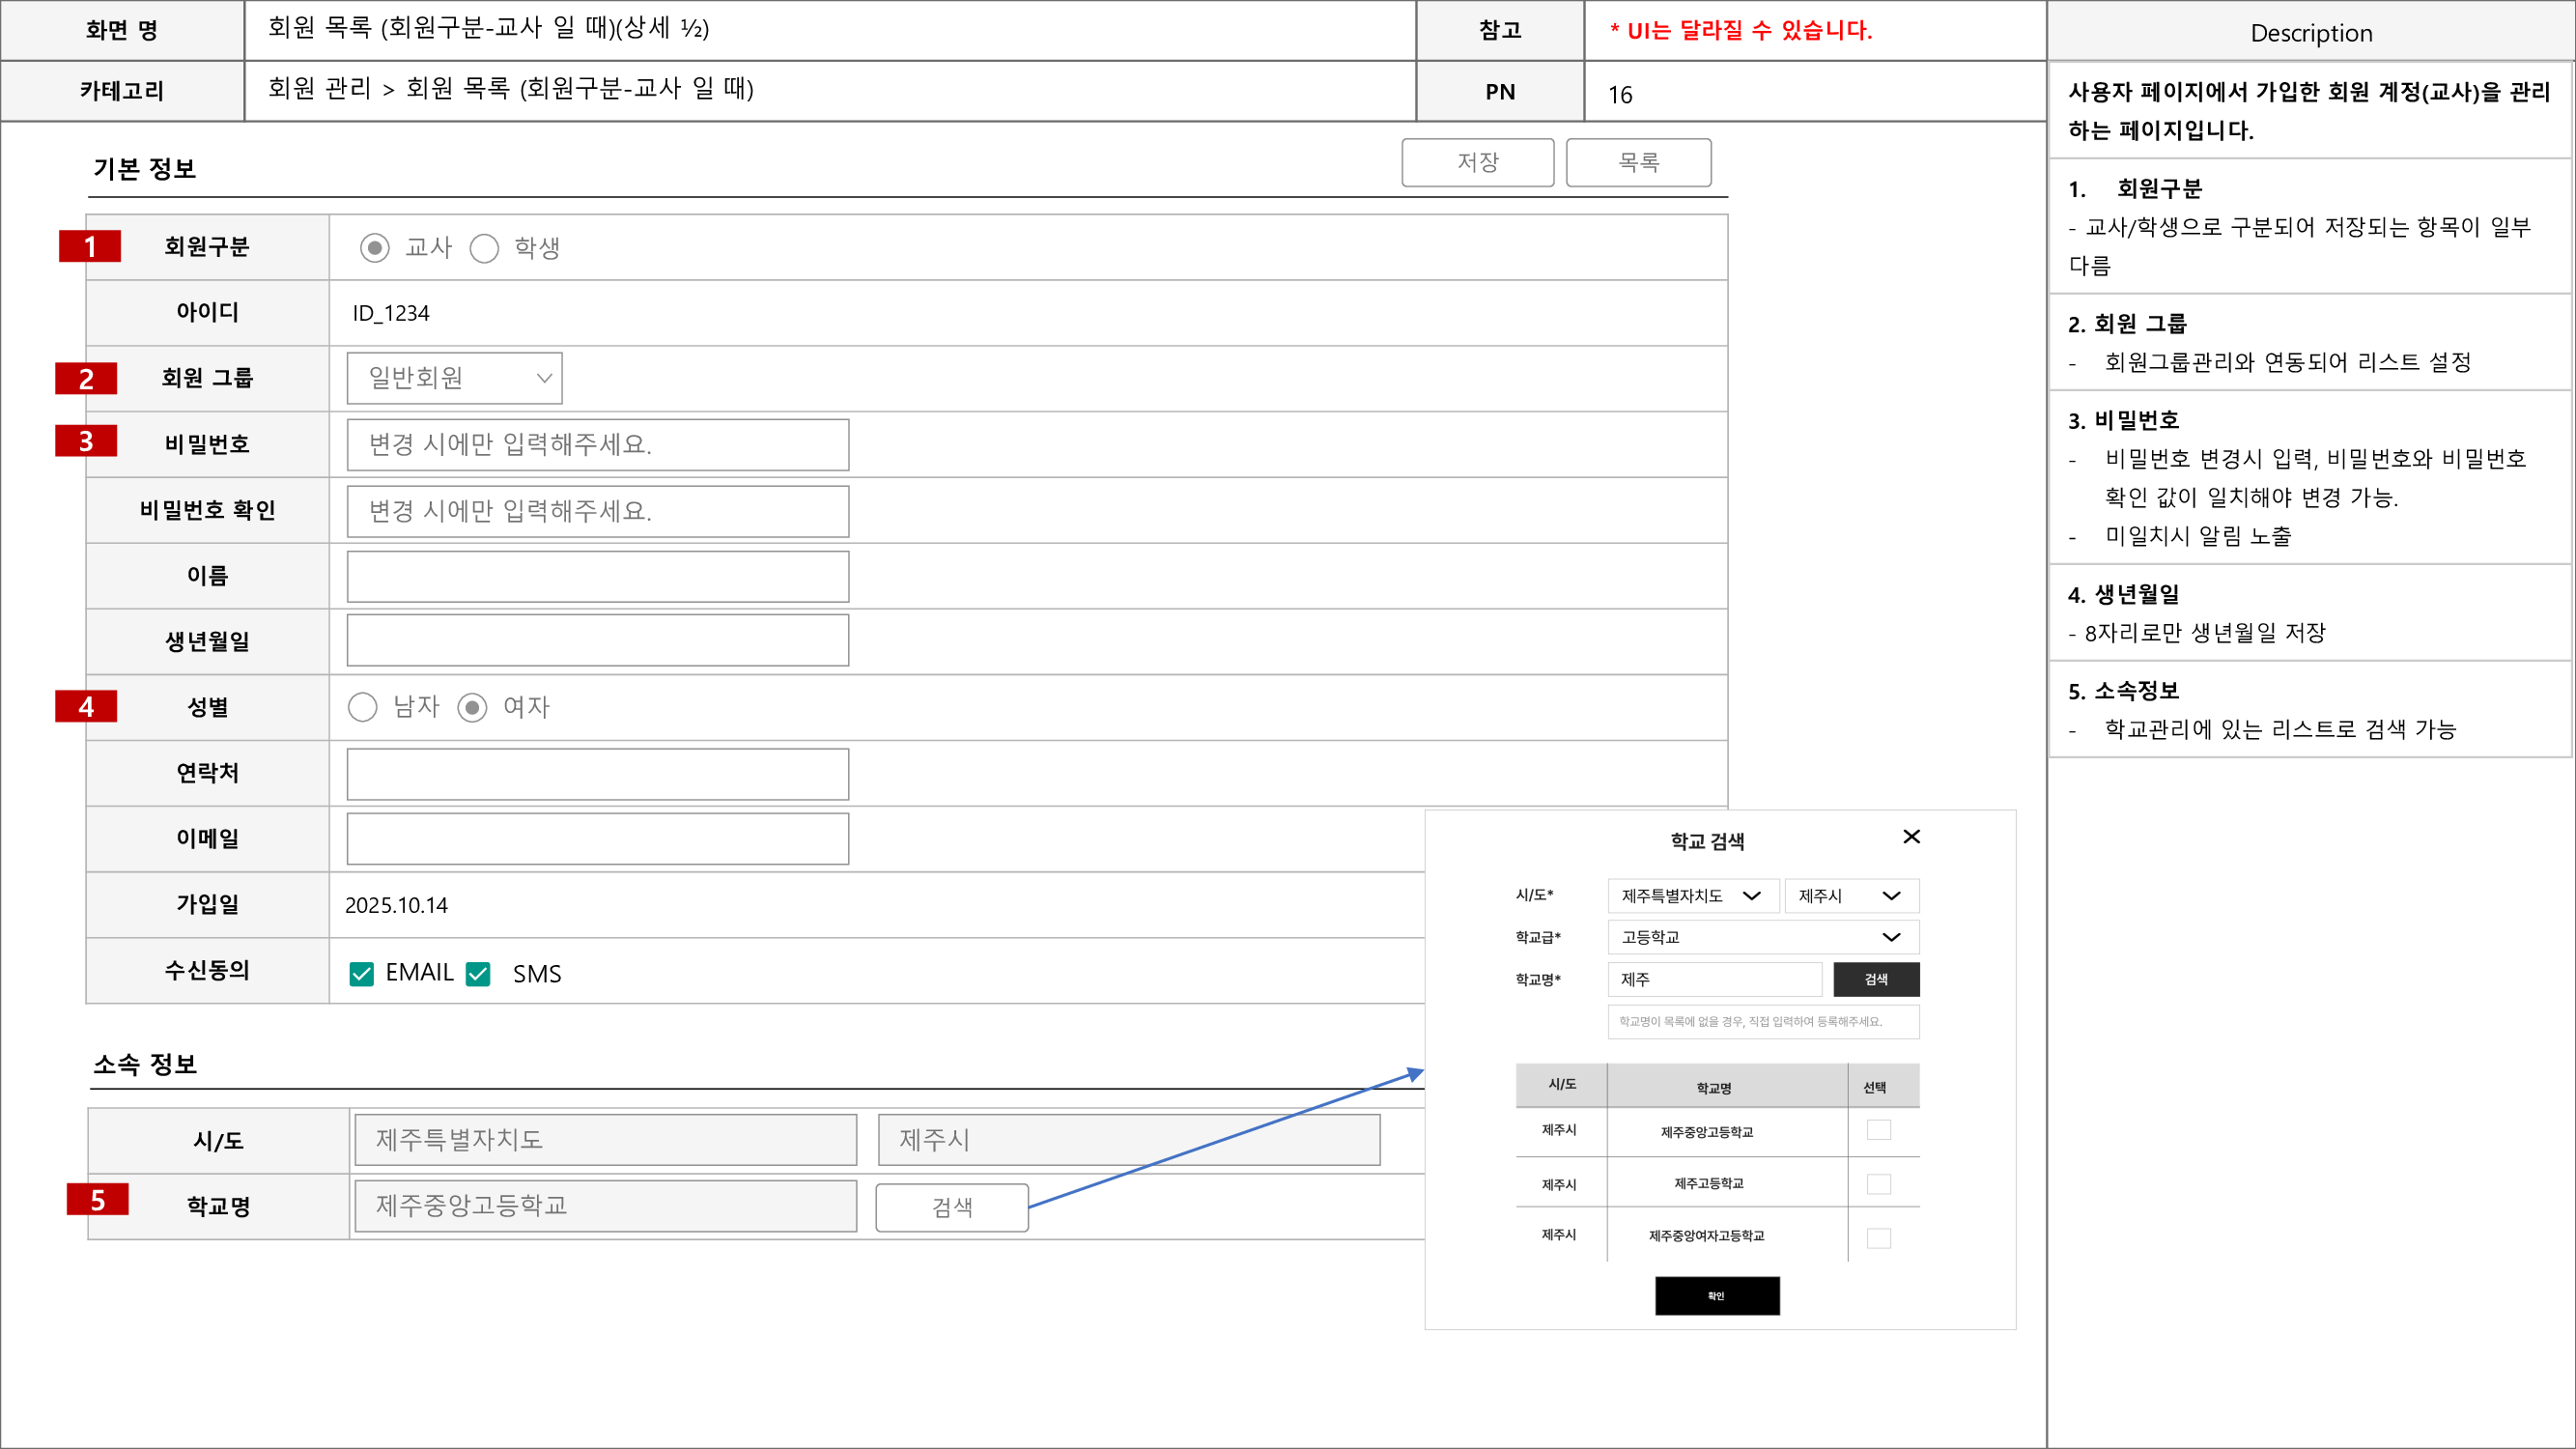 화면 명
회원 목록 (회원구분-교사 일 때)(상세 ½)
참고
* UI는 달라질 수 있습니다.
Description
카테고리
회원 관리 > 회원 목록 (회원구분-교사 일 때)
PN
16
기본 정보
저장
목록
1
회원구분
교사
학생
아이디
ID_1234
2
회원 그룹
일반회원
3
비밀번호
변경 시에만 입력해주세요.
비밀번호 확인
변경 시에만 입력해주세요.
이름
생년월일
4
성별
남자
여자
연락처
이메일
가입일
2025.10.14
수신동의
EMAIL
SMS
소속 정보
시/도
제주특별자치도
제주시
5
학교명
제주중앙고등학교
검색
학교 검색
시/도*
제주특별자치도
제주시
학교급*
고등학교
학교명*
제주
검색
학교명이 목록에 없을 경우, 직접 입력하여 등록해주세요.
시/도
학교명
선택
제주시
제주중앙고등학교
제주시
제주고등학교
제주시
제주중앙여자고등학교
확인
사용자 페이지에서 가입한 회원 계정(교사)을 관리
하는 페이지입니다.
1. 회원구분
- 교사/학생으로 구분되어 저장되는 항목이 일부
다름
2. 회원 그룹
- 회원그룹관리와 연동되어 리스트 설정
3. 비밀번호
- 비밀번호 변경시 입력, 비밀번호와 비밀번호
확인 값이 일치해야 변경 가능.
- 미일치시 알림 노출
4. 생년월일
- 8자리로만 생년월일 저장
5. 소속정보
- 학교관리에 있는 리스트로 검색 가능